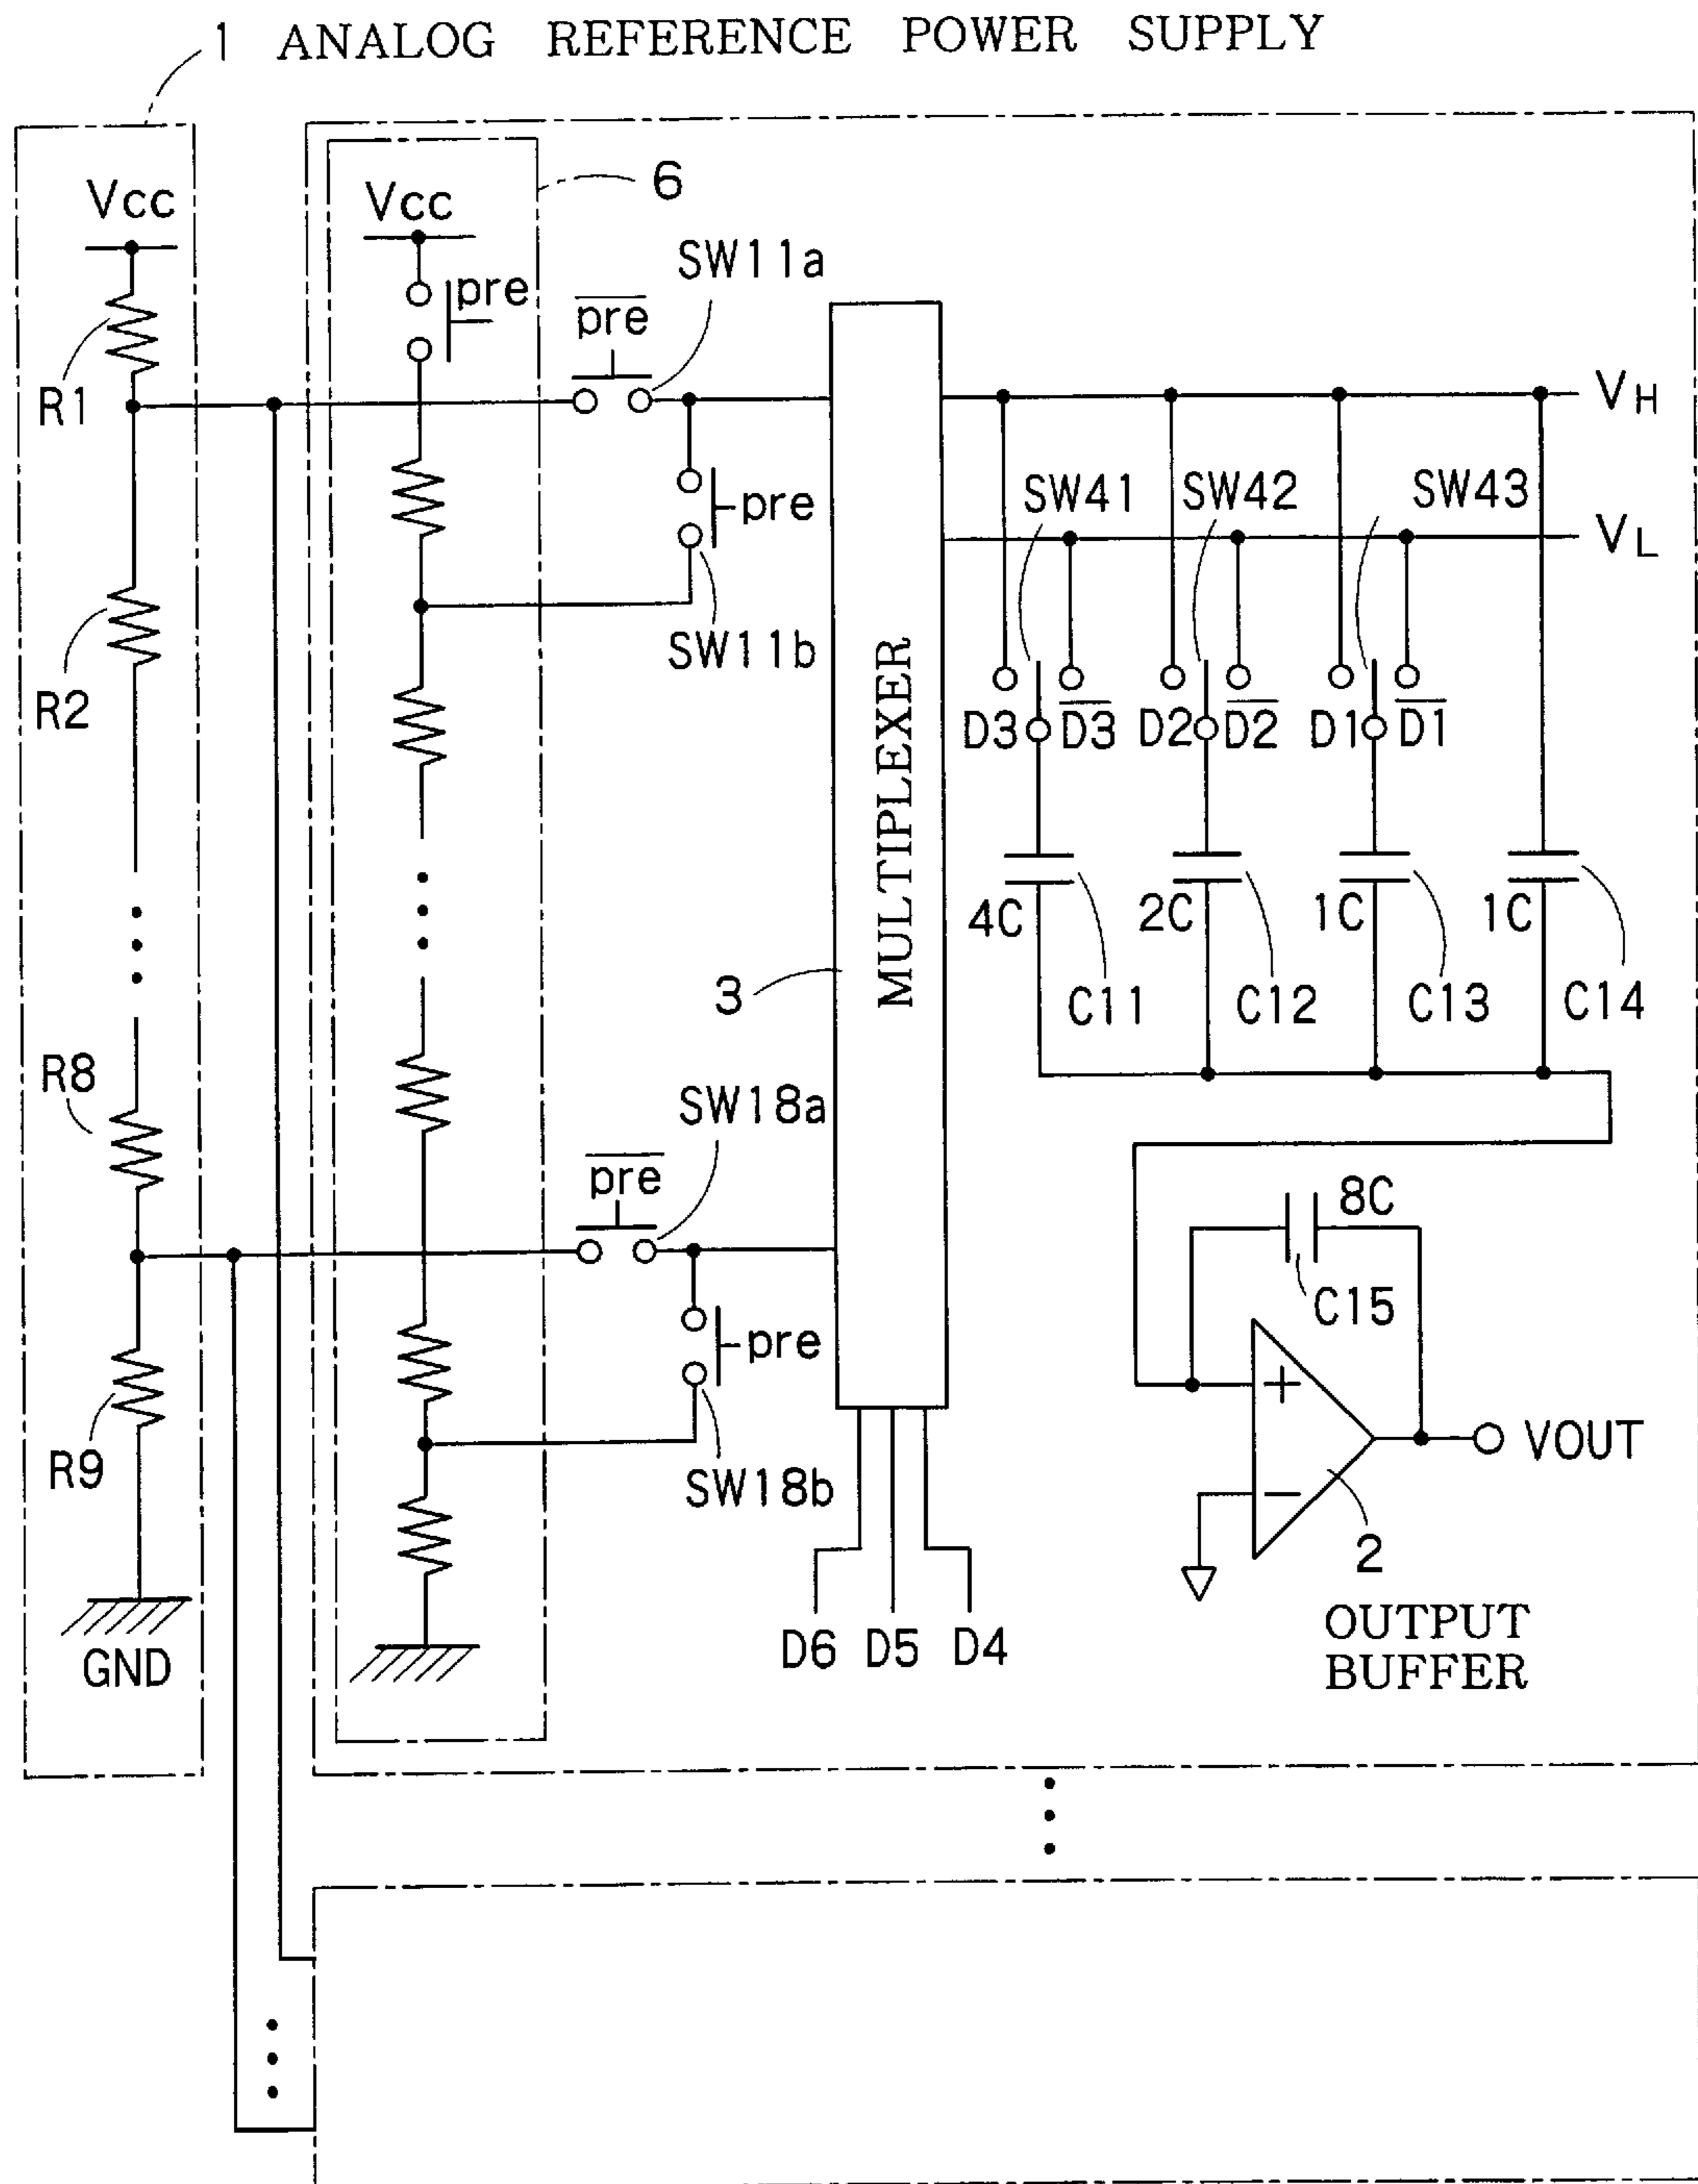 1 ANALOG REFERENCE POWER SUPPLY
Vcc
Vcc
6
pre
pre
SW11a
R1
VH
pre
SW41
SW42
SW43
VL
SW11b
R2
D3
D3
D2
D2
D1
D1
MULTIPLEXER
4C
2C
1C
1C
3
C11
C12
C13
C14
R8
SW18a
pre
8C
C15
pre
+
R9
SW18b
−
VOUT
2
GND
D6
D5
D4
OUTPUT
BUFFER